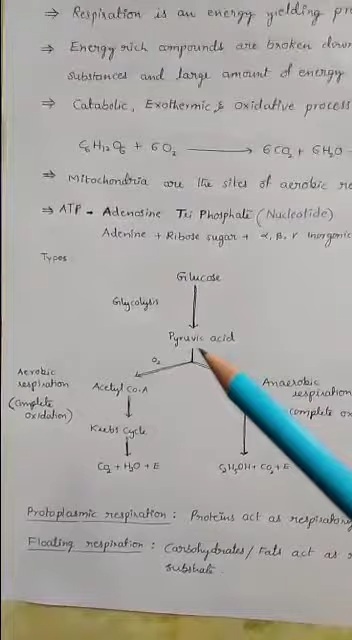 ⇒ Respiration is an energy yielding
⇒ Energy rich compounds are broken down
substances and large amount of energy
⇒ Catabolic, Exothermic & oxidative process
C6H12O6 + 6O2 → 6CO2 + 6H2O
⇒ Mitochondria are the sites of aerobic
⇒ ATP - Adenosine Tri Phosphate (Nucleotide)
Adenine + Ribose sugar + α, β, γ inorganic
Types
Glucose
Glycolysis
Pyruvic acid
O2
Aerobic respiration (complete oxidation)
Acetyl Co.A
Krebs Cycle
CO2 + H2O + E
Anaerobic respiration
complete
C2H5OH + CO2 + E
Protoplasmic respiration : Proteins act as
Floating respiration : Carbohydrates/Fats act as
substrate.